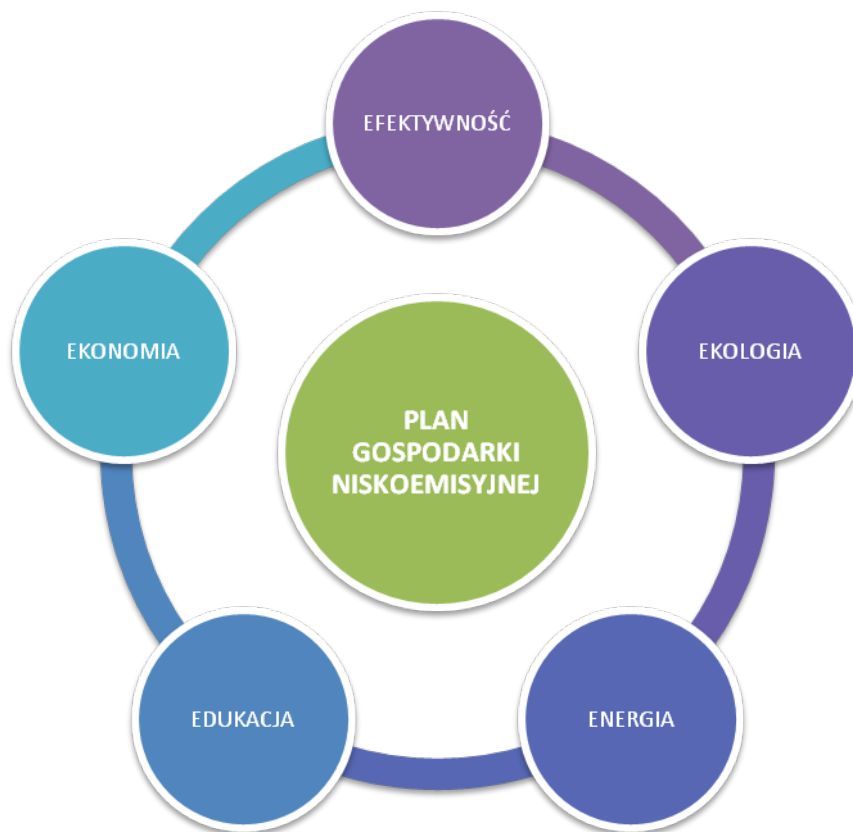 EFEKTYWNOŚĆ
EKONOMIA
EKOLOGIA
PLAN
GOSPODARKI
NISKOEMISYJNEJ
EDUKACJA
ENERGIA